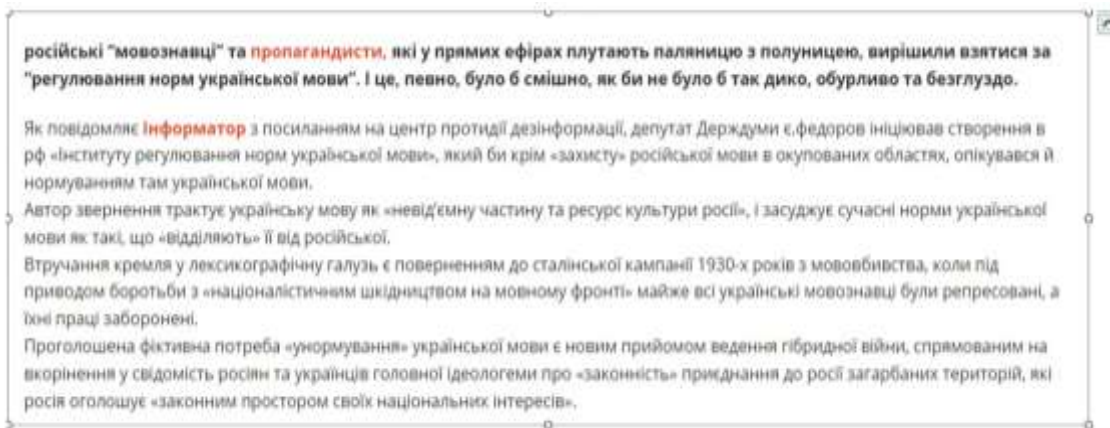 російські "мовознавці" та пропагандисти, які у прямих ефірах плутають паляницю з полуницею, вирішили взятися за
"регулювання норм української мови". І це, певно, було б смішно, як би не було б так дико, обурливо та безглуздо.
Як повідомляє Інформатор з посиланням на центр протидії дезінформації, депутат Держдуми є.федоров ініціював створення в
рф «Інституту регулювання норм української мови», який би крім «захисту» російської мови в окупованих областях, опікувався й
нормуванням там української мови.
Автор звернення трактує українську мову як «невід'ємну частину та ресурс культури росії», і засуджує сучасні норми української
мови як такі, що «відділяють» її від російської.
Втручання кремля у лексикографічну галузь є поверненням до сталінської кампанії 1930-х років з мововбивства, коли під
приводом боротьби з «націоналістичним шкідництвом на мовному фронті» майже всі українські мовознавці були репресовані, а
їхні праці заборонені.
Проголошена фіктивна потреба «унормування» української мови є новим прийомом ведення гібридної війни, спрямованим на
вкорінення у свідомість росіян та українців головної ідеологеми про «законність» приєднання до росії загарбаних територій, які
росія оголошує «законним простором своїх національних інтересів».